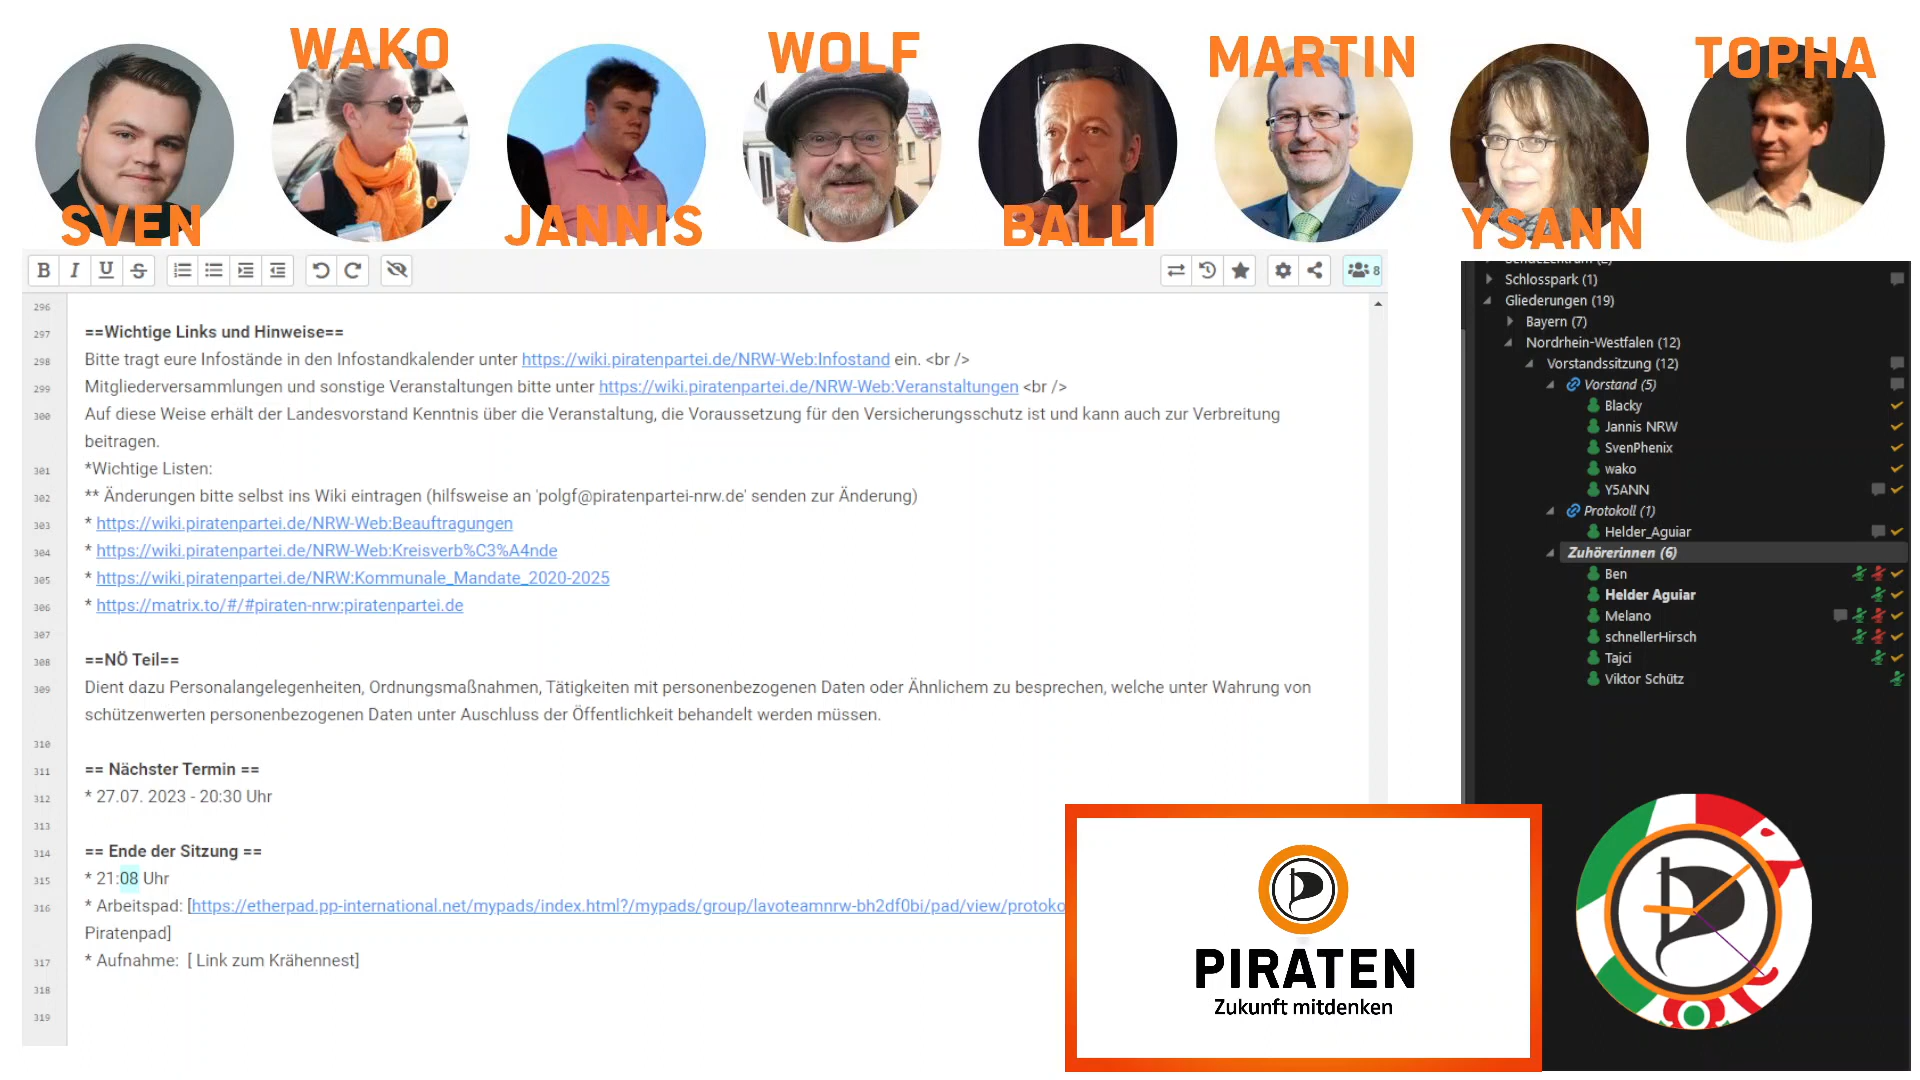 WAKO
WOLF
MARTIN
TOPHA
SVEN
JANNIS
BALLI
YSANN
B I U S
8
296
297 ==Wichtige Links und Hinweise==
298 Bitte tragt eure Infostände in den Infostandkalender unter https://wiki.piratenpartei.de/NRW-Web:Infostand ein. <br />
299 Mitgliederversammlungen und sonstige Veranstaltungen bitte unter https://wiki.piratenpartei.de/NRW-Web:Veranstaltungen <br />
300 Auf diese Weise erhält der Landesvorstand Kenntnis über die Veranstaltung, die Voraussetzung für den Versicherungsschutz ist und kann auch zur Verbreitung
beitragen.
301 *Wichtige Listen:
302 ** Änderungen bitte selbst ins Wiki eintragen (hilfsweise an 'polgf@piratenpartei-nrw.de' senden zur Änderung)
303 * https://wiki.piratenpartei.de/NRW-Web:Beauftragungen
304 * https://wiki.piratenpartei.de/NRW-Web:Kreisverb%C3%A4nde
305 * https://wiki.piratenpartei.de/NRW:Kommunale_Mandate_2020-2025
306 * https://matrix.to/#/#piraten-nrw:piratenpartei.de
307
308 ==NÖ Teil==
309 Dient dazu Personalangelegenheiten, Ordnungsmaßnahmen, Tätigkeiten mit personenbezogenen Daten oder Ähnlichem zu besprechen, welche unter Wahrung von
schützenwerten personenbezogenen Daten unter Auschluss der Öffentlichkeit behandelt werden müssen.
310
311 == Nächster Termin ==
312 * 27.07. 2023 - 20:30 Uhr
313
314 == Ende der Sitzung ==
315 * 21:08 Uhr
316 * Arbeitspad: [https://etherpad.pp-international.net/mypads/index.html?/mypads/group/lavoteamnrw-bh2df0bi/pad/view/protoko
Piratenpad]
317 * Aufnahme: [ Link zum Krähennest]
318
319
Schlosspark (1)
Gliederungen (19)
Bayern (7)
Nordrhein-Westfalen (12)
Vorstandssitzung (12)
Vorstand (5)
Blacky
Jannis NRW
SvenPhenix
wako
Y5ANN
Protokoll (1)
Helder_Aguiar
Zuhörerinnen (6)
Ben
Helder Aguiar
Melano
schnellerHirsch
Tajci
Viktor Schütz
PIRATEN
Zukunft mitdenken